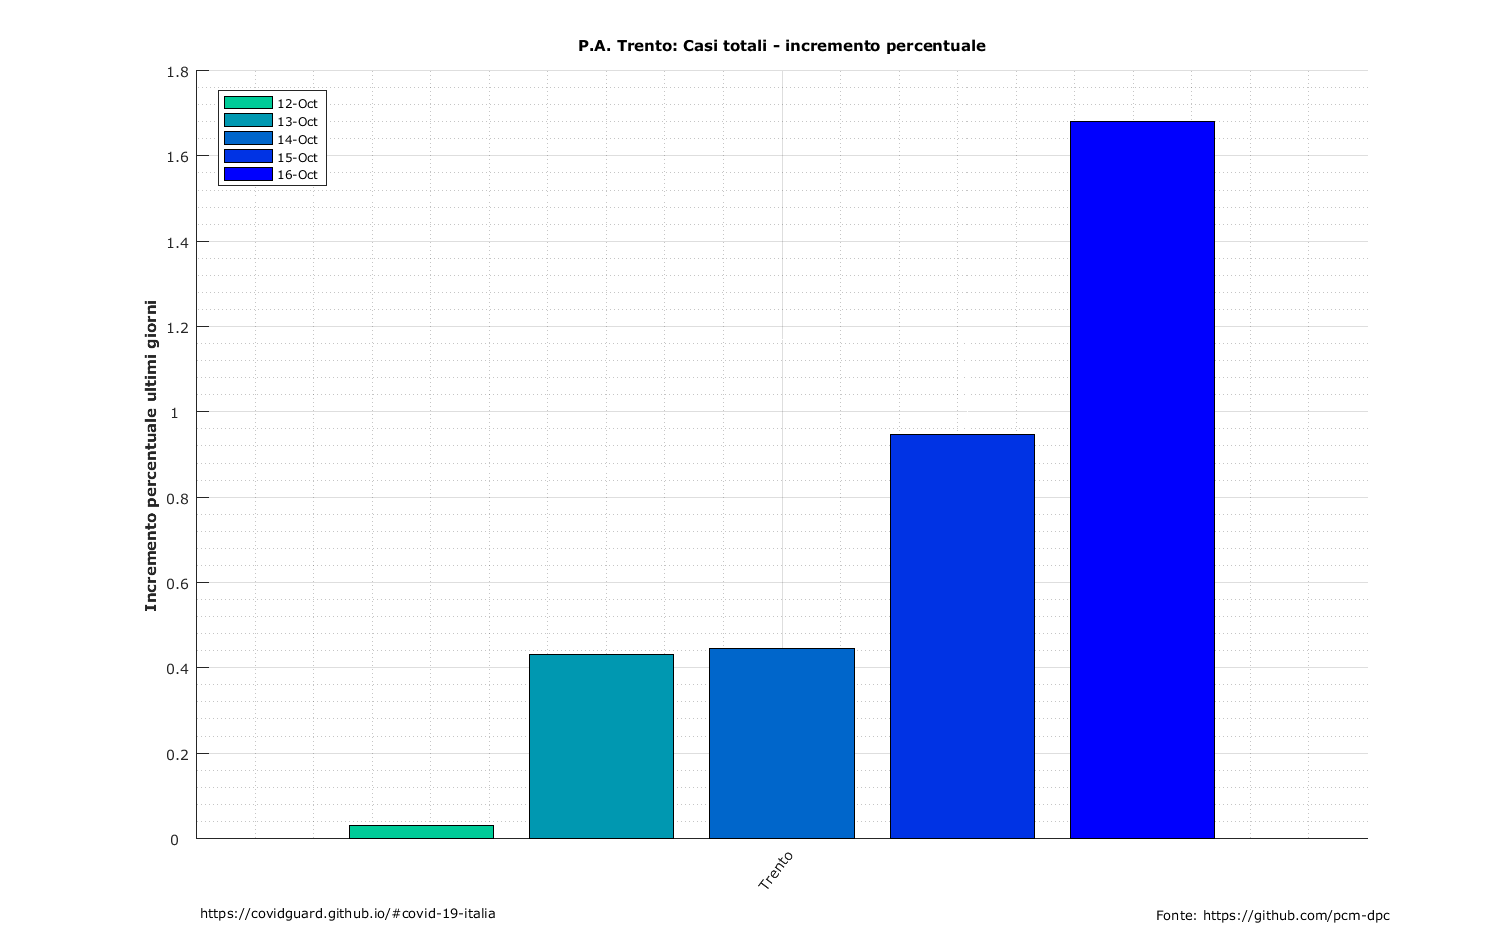 P.A. Trento: Casi totali - incremento percentuale
Incremento percentuale ultimi giorni
1.8
1.6
1.4
1.2
1
0.8
0.6
0.4
0.2
0
12-Oct
13-Oct
14-Oct
15-Oct
16-Oct
Trento
https://covidguard.github.io/#covid-19-italia
Fonte: https://github.com/pcm-dpc